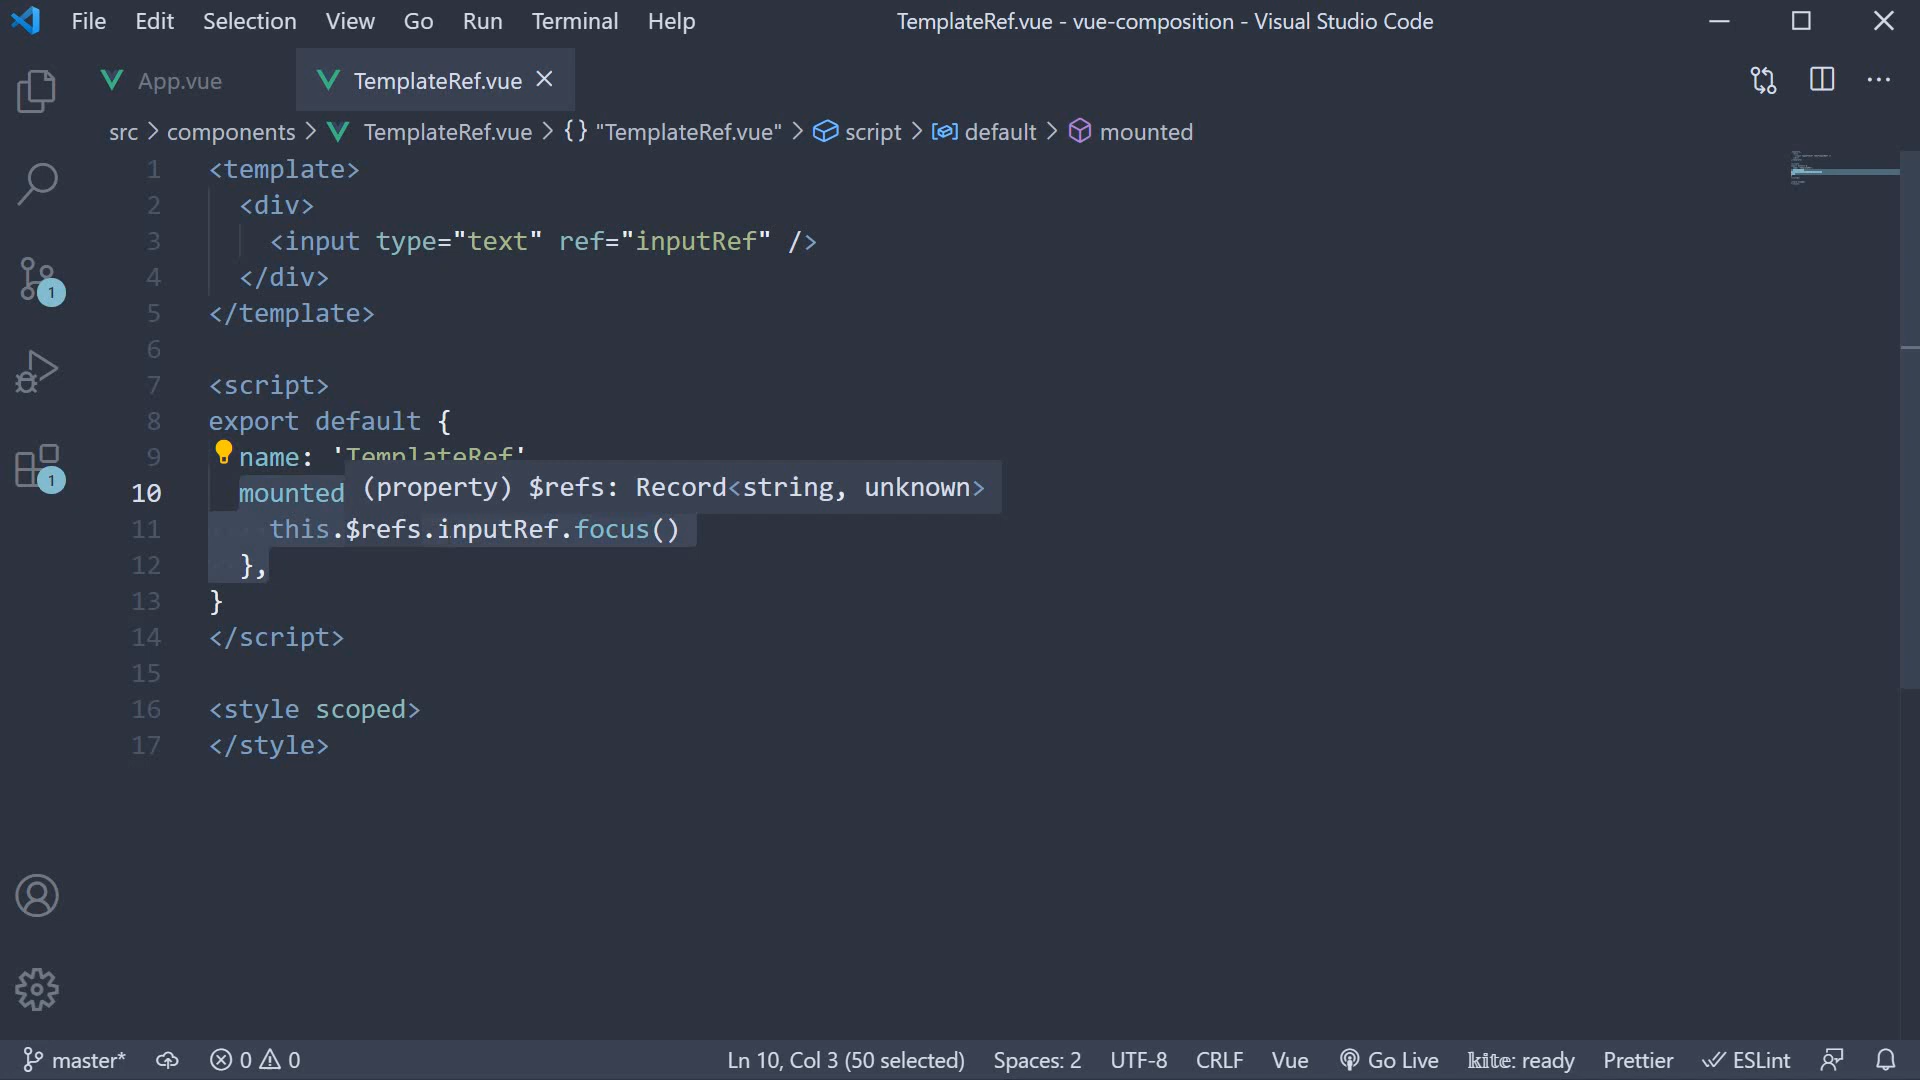 File Edit Selection View Go Run Terminal Help TemplateRef.vue - vue-composition - Visual Studio Code
App.vue TemplateRef.vue
src > components > TemplateRef.vue > {} "TemplateRef.vue" > script > default > mounted
1 <template>
2 <div>
3 <input type="text" ref="inputRef" />
4 </div>
5 </template>
6
7 <script>
8 export default {
9 name: 'TemplateRef'
10 mounted (property) $refs: Record<string, unknown>
11 this.$refs.inputRef.focus()
12 },
13 }
14 </script>
15
16 <style scoped>
17 </style>
1
1
master* 0 0 Ln 10, Col 3 (50 selected) Spaces: 2 UTF-8 CRLF Vue Go Live kite: ready Prettier ESLint